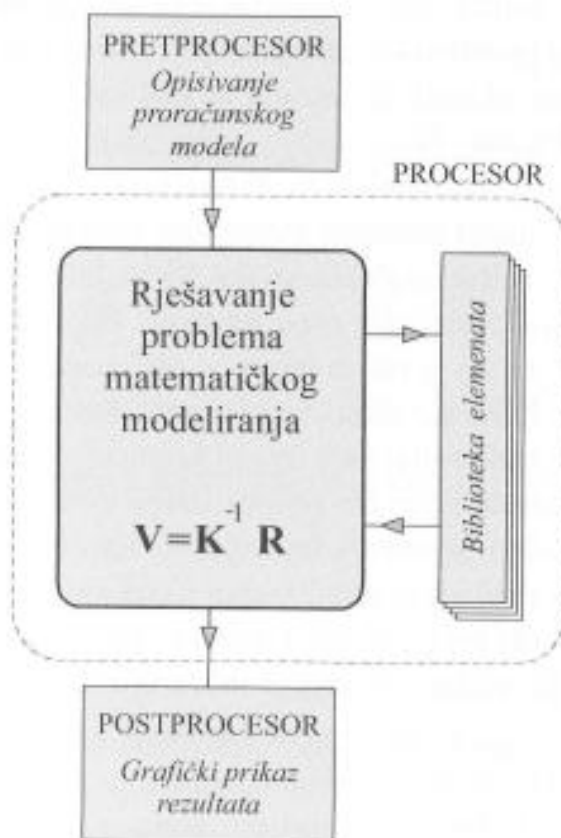 PRETPROCESOR
Opisivanje
proračunskog
modela
PROCESOR
Rješavanje
problema
matematičkog
modeliranja
V=K⁻¹ R
Biblioteka elemenata
POSTPROCESOR
Grafički prikaz
rezultata